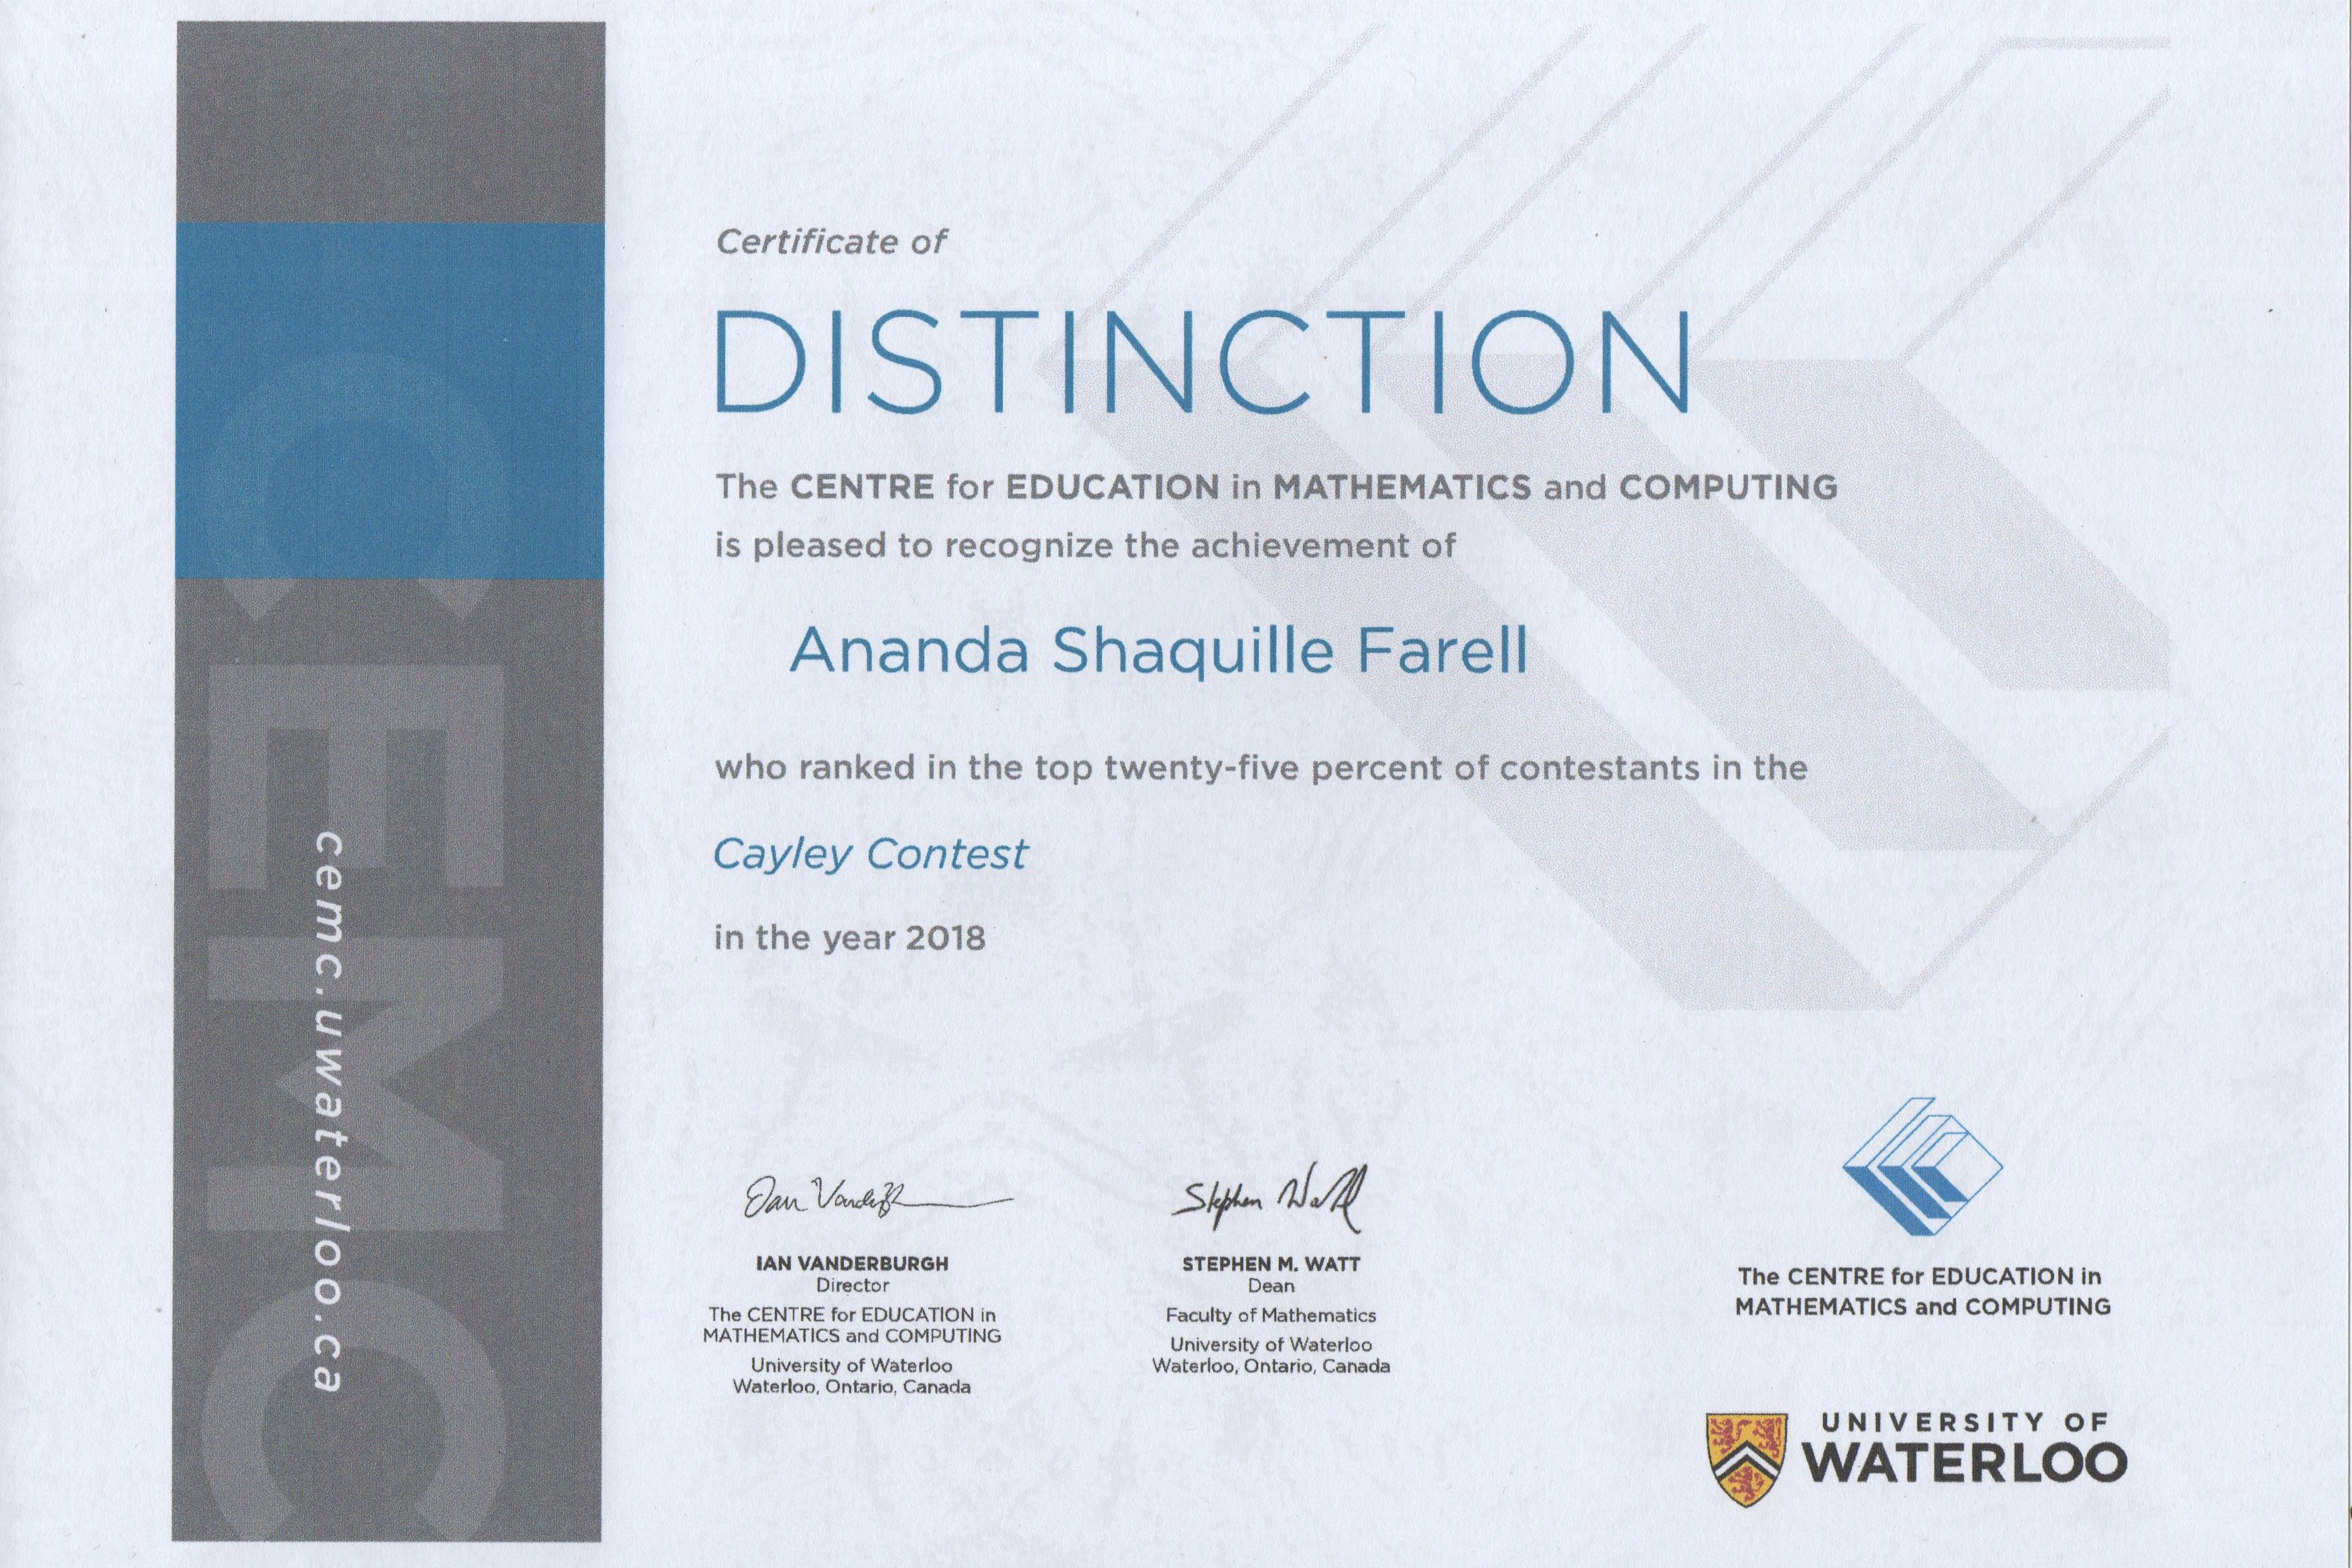 Certificate of
DISTINCTION
The CENTRE for EDUCATION in MATHEMATICS and COMPUTING
is pleased to recognize the achievement of
Ananda Shaquille Farell
who ranked in the top twenty-five percent of contestants in the
Cayley Contest
in the year 2018
CEMC
cemc.uwaterloo.ca
Ian Vanderburgh
IAN VANDERBURGH
Director
The CENTRE for EDUCATION in
MATHEMATICS and COMPUTING
University of Waterloo
Waterloo, Ontario, Canada
Stephen Watt
STEPHEN M. WATT
Dean
Faculty of Mathematics
University of Waterloo
Waterloo, Ontario, Canada
The CENTRE for EDUCATION in
MATHEMATICS and COMPUTING
UNIVERSITY OF
WATERLOO